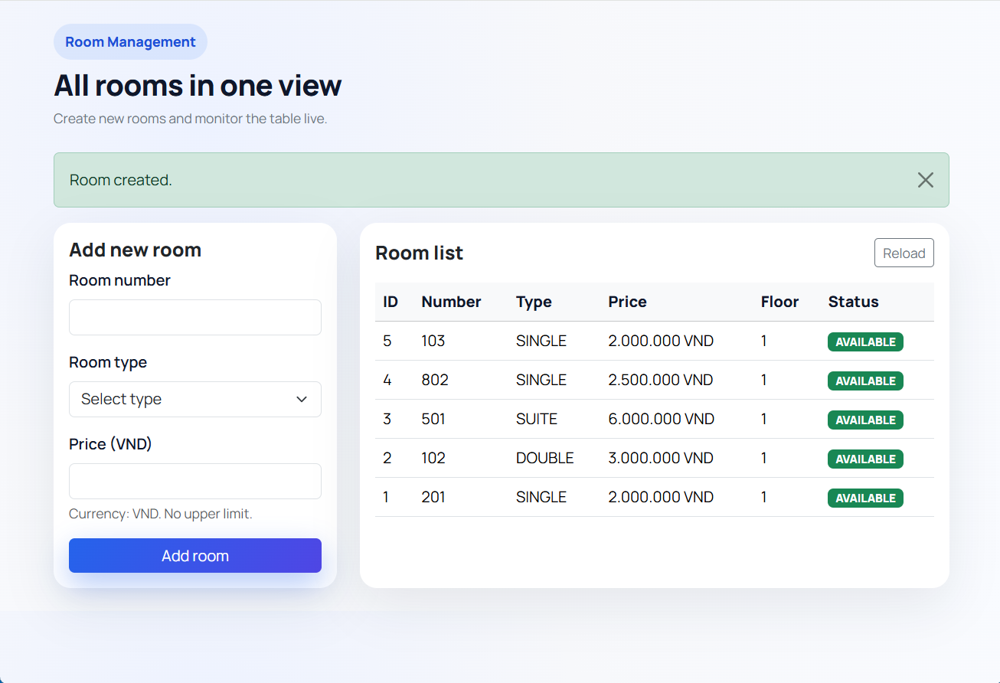 Room Management
All rooms in one view
Create new rooms and monitor the table live.
Room created.
Add new room
Room number
Room type
Select type
Price (VND)
Currency: VND. No upper limit.
Add room
Room list
Reload
ID Number Type Price Floor Status
5 103 SINGLE 2.000.000 VND 1 AVAILABLE
4 802 SINGLE 2.500.000 VND 1 AVAILABLE
3 501 SUITE 6.000.000 VND 1 AVAILABLE
2 102 DOUBLE 3.000.000 VND 1 AVAILABLE
1 201 SINGLE 2.000.000 VND 1 AVAILABLE